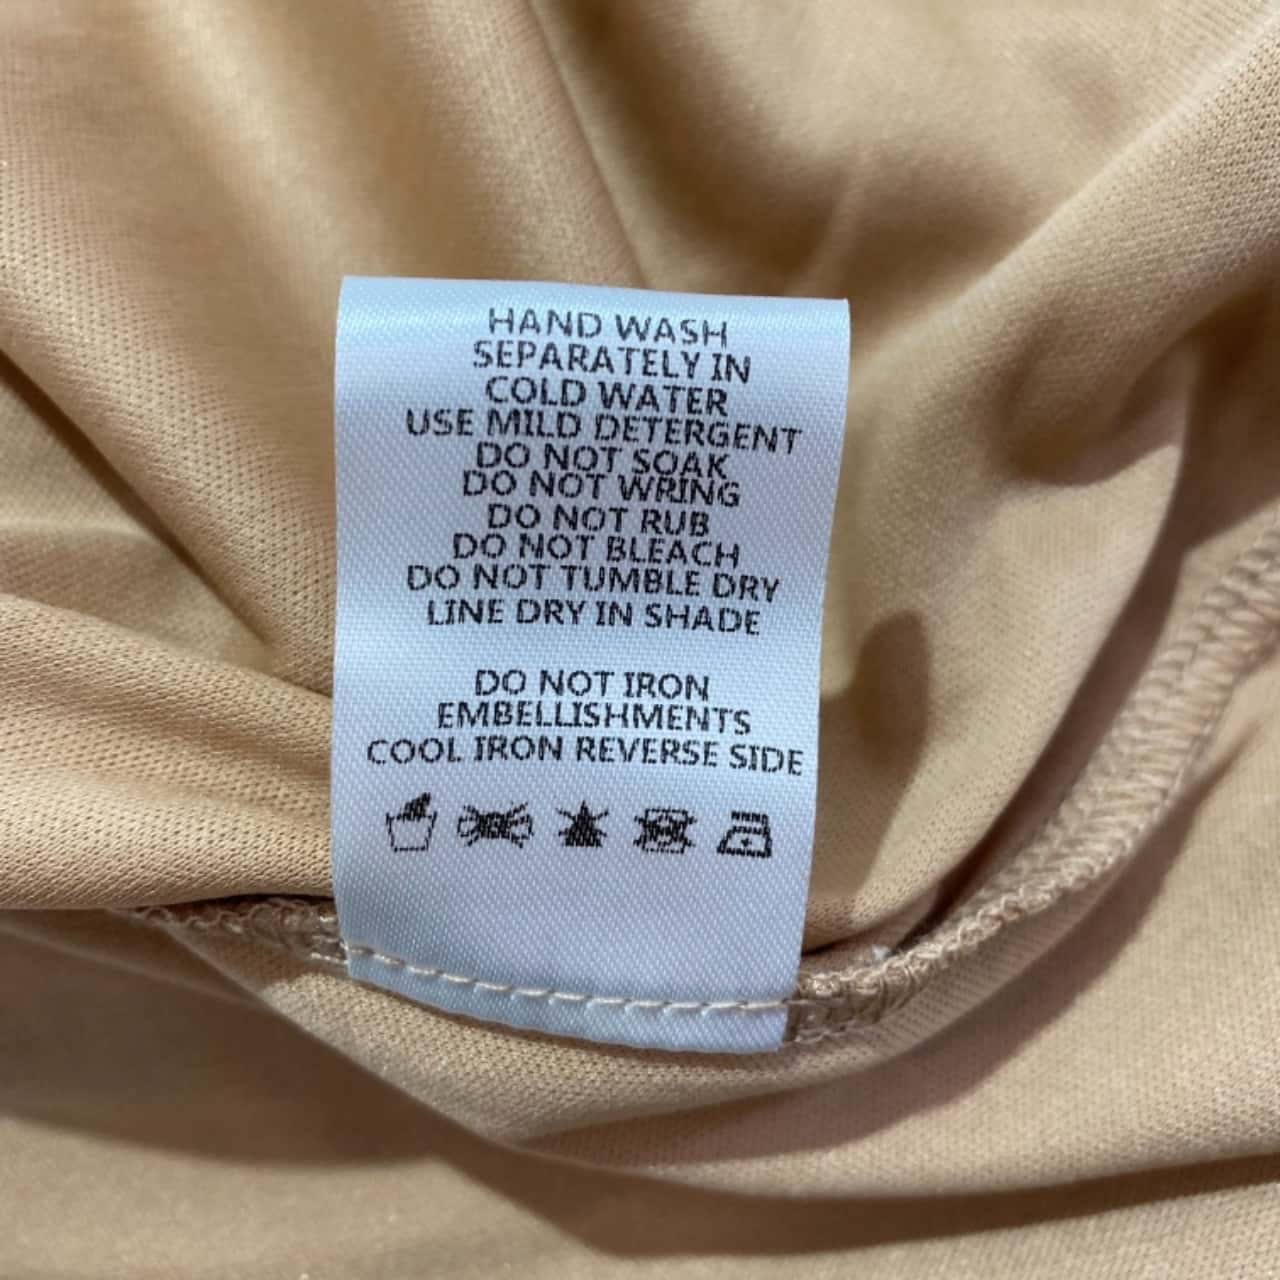 HAND WASH
SEPARATELY IN
COLD WATER
USE MILD DETERGENT
DO NOT SOAK
DO NOT WRING
DO NOT RUB
DO NOT BLEACH
DO NOT TUMBLE DRY
LINE DRY IN SHADE
DO NOT IRON
EMBELLISHMENTS
COOL IRON REVERSE SIDE